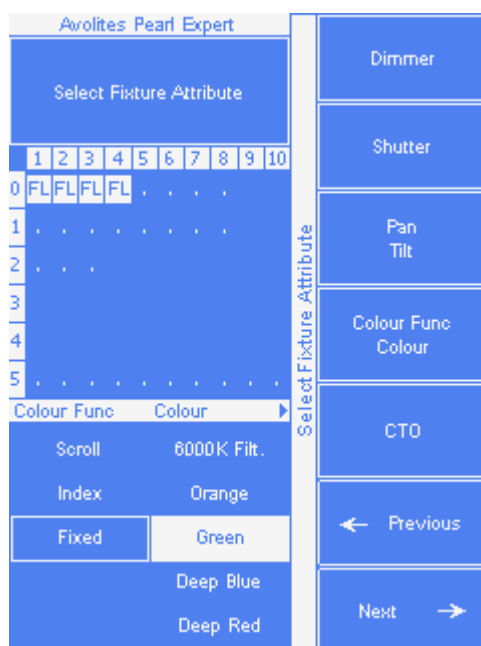 Avolites Pearl Expert
Select Fixture Attribute
1 2 3 4 5 6 7 8 9 10
0 FL FL FL FL . . . .
1 . . . . . . . .
2 . . .
3
4
5 . . . . . . . . . .
Colour Func Colour
Scroll 6000K Filt.
Index Orange
Fixed Green
Deep Blue
Deep Red
Select Fixture Attribute
Dimmer
Shutter
Pan
Tilt
Colour Func
Colour
CTO
Previous
Next